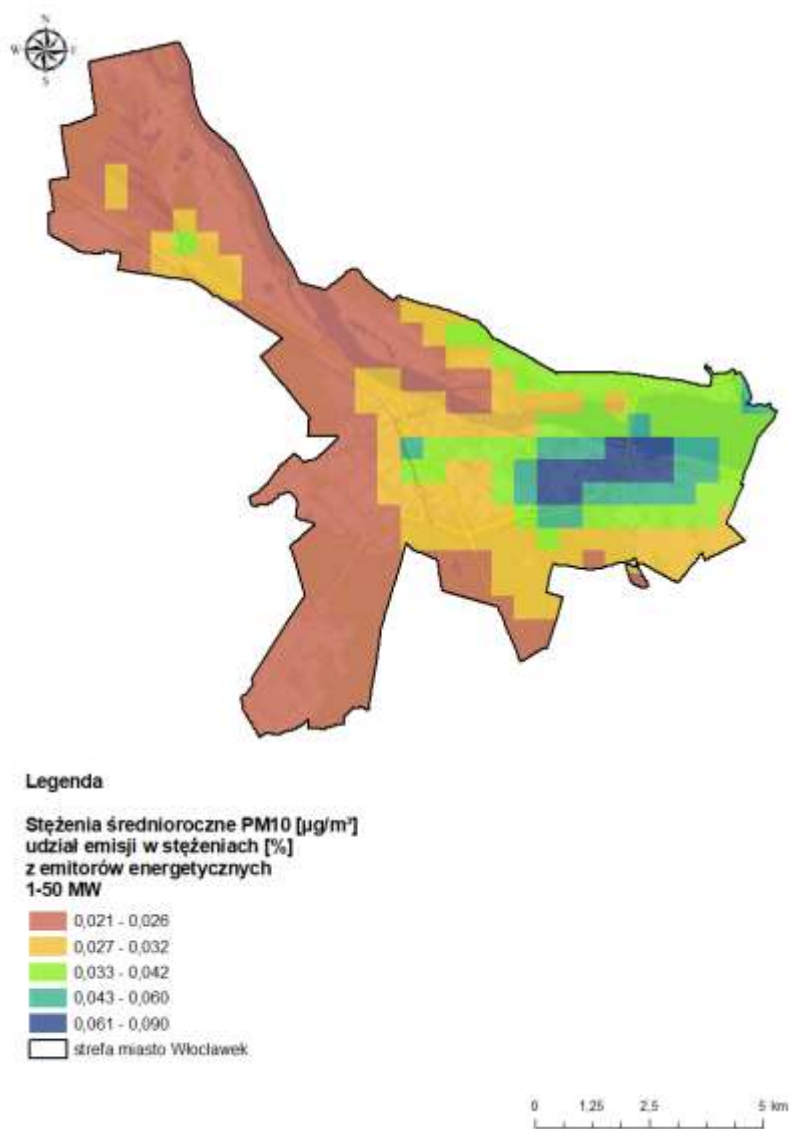 N
W E
S
Legenda
Stężenia średnioroczne PM10 [µg/m³]
udział emisji w stężeniach [%]
z emitorów energetycznych
1-50 MW
0,021 - 0,026
0,027 - 0,032
0,033 - 0,042
0,043 - 0,060
0,061 - 0,090
strefa miasto Włocławek
0 1,25 2,5 5 km